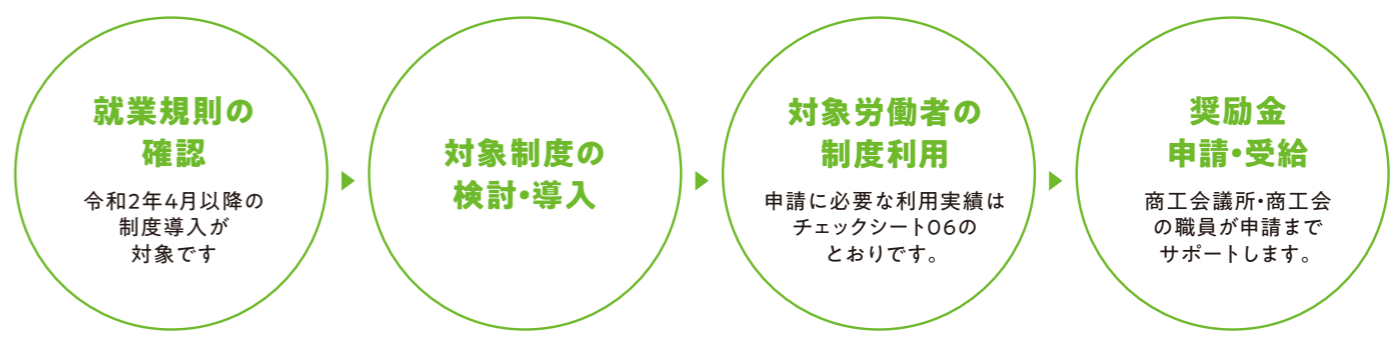 就業規則の
確認
令和2年4月以降の
制度導入が
対象です
対象制度の
検討・導入
対象労働者の
制度利用
申請に必要な利用実績は
チェックシート06の
とおりです。
奨励金
申請・受給
商工会議所・商工会
の職員が申請まで
サポートします。